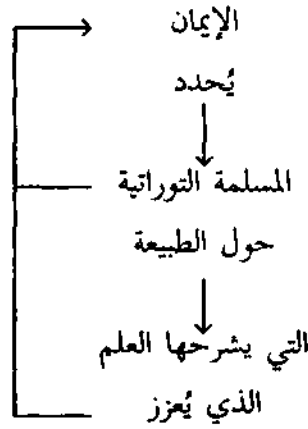 الإيمان
يُحدد
المسلمة التوراتية
حول الطبيعة
التي يشرحها العلم
الذي يُعزز